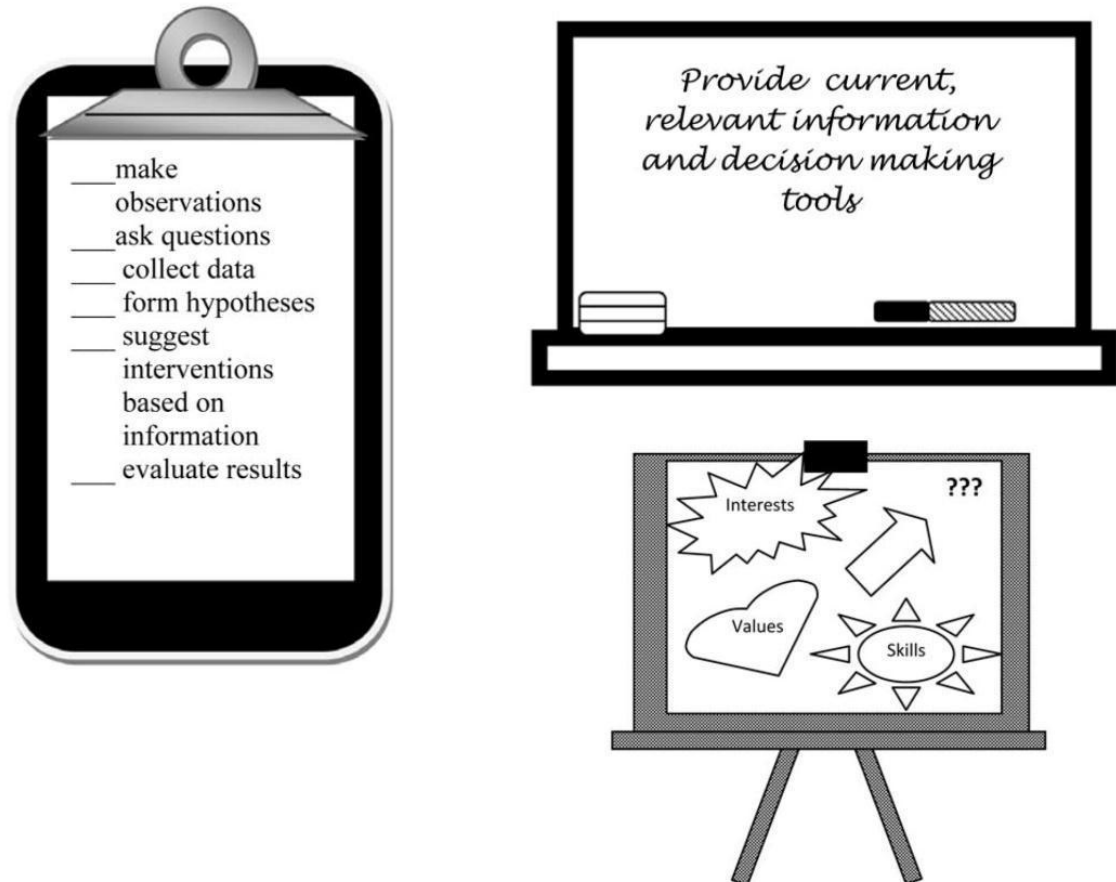 ___make
observations
___ask questions
___ collect data
___ form hypotheses
___ suggest
interventions
based on
information
___ evaluate results
Provide current,
relevant information
and decision making
tools
???
Interests
Values
Skills